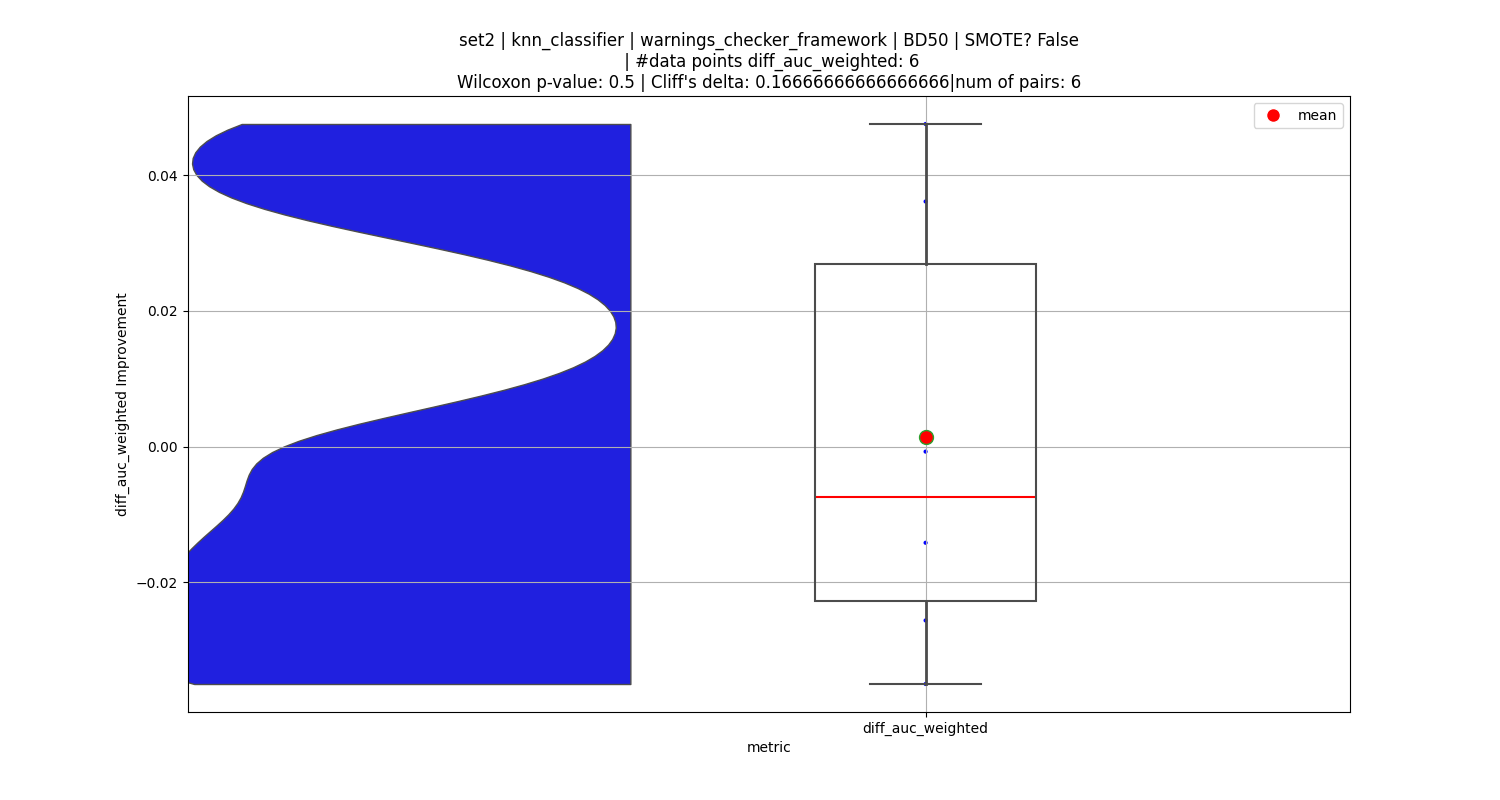 set2 | knn_classifier | warnings_checker_framework | BD50 | SMOTE? False
| #data points diff_auc_weighted: 6
Wilcoxon p-value: 0.5 | Cliff's delta: 0.16666666666666666|num of pairs: 6
mean
0.04
0.02
0.00
−0.02
diff_auc_weighted Improvement
diff_auc_weighted
metric